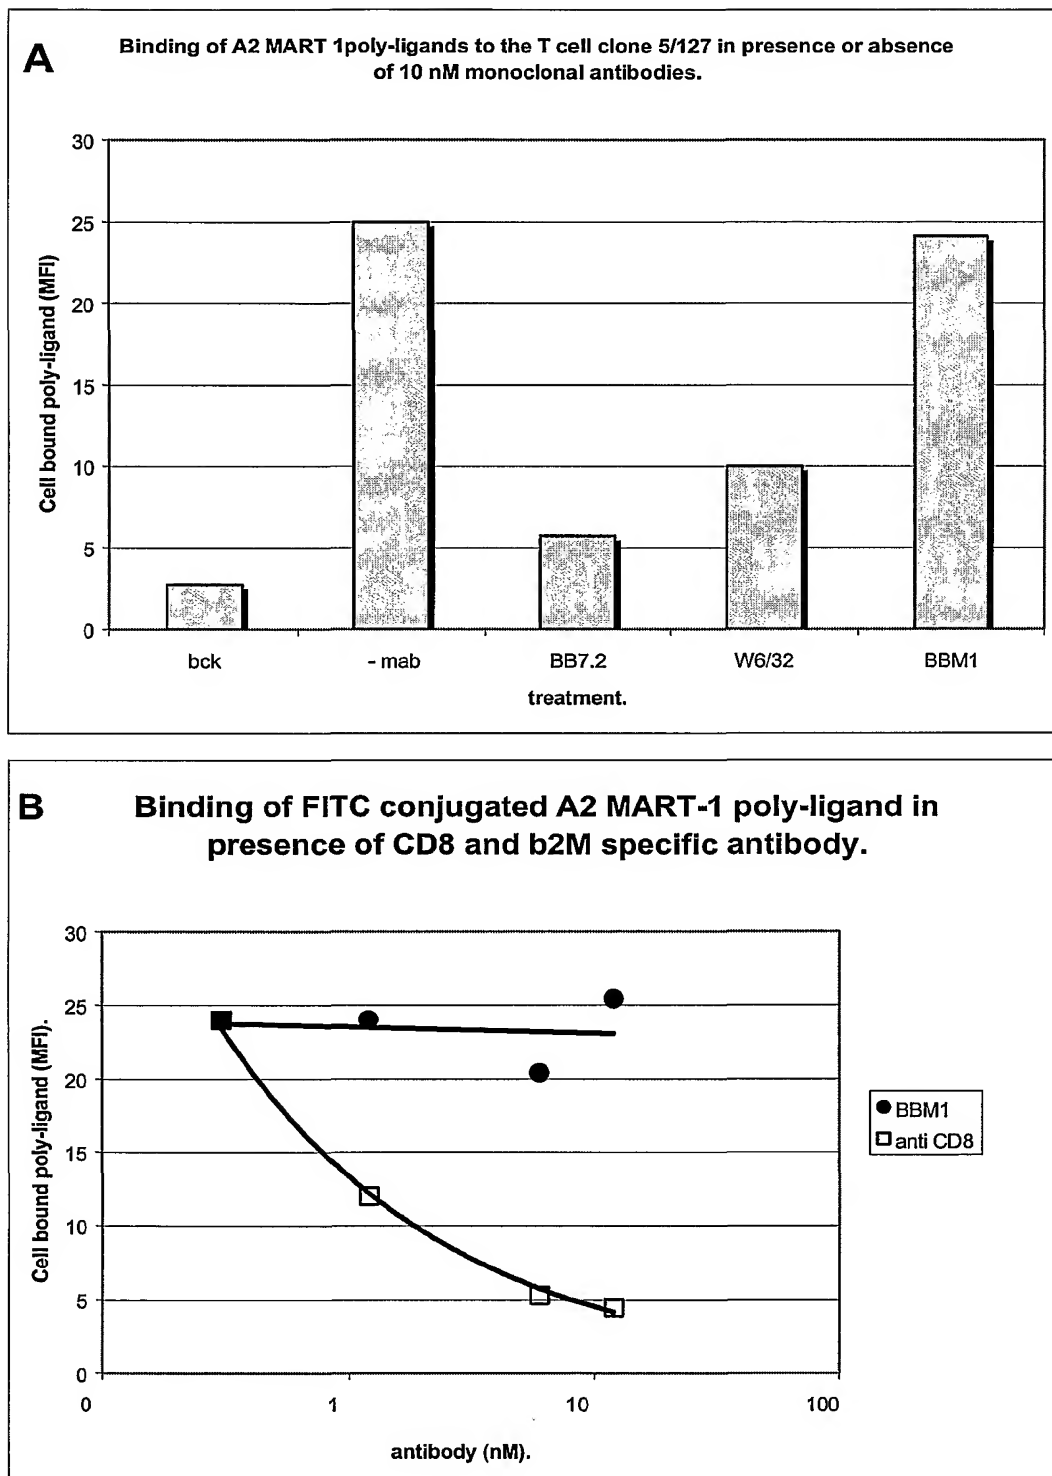 A
Binding of A2 MART 1poly-ligands to the T cell clone 5/127 in presence or absence
of 10 nM monoclonal antibodies.
30
25
20
15
10
5
0
Cell bound poly-ligand (MFI)
bck - mab BB7.2 W6/32 BBM1
treatment.
B
Binding of FITC conjugated A2 MART-1 poly-ligand in
presence of CD8 and b2M specific antibody.
30
25
20
15
10
5
0
Cell bound poly-ligand (MFI).
BBM1
anti CD8
0 1 10 100
antibody (nM).